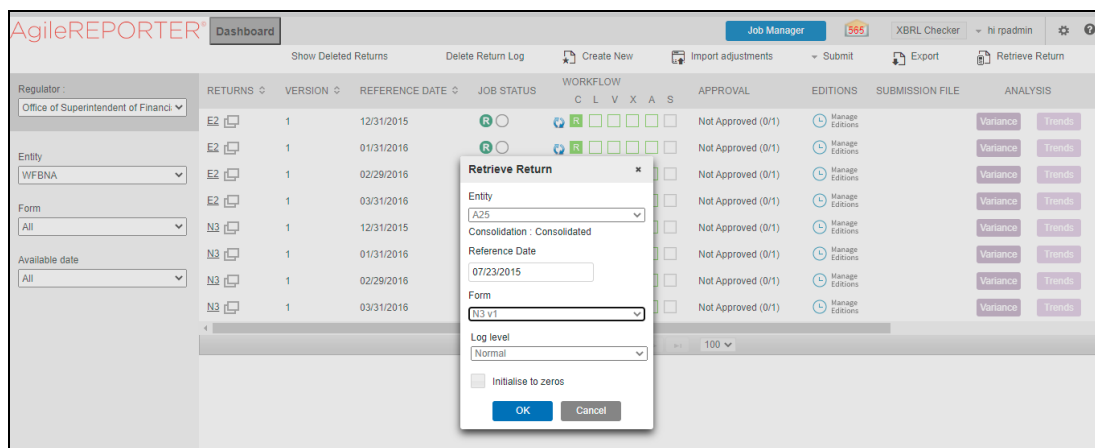 AgileREPORTER® Dashboard Job Manager 565 XBRL Checker hi rpadmin
Show Deleted Returns Delete Return Log Create New Import adjustments Submit Export Retrieve Return
Regulator :
Office of Superintendent of Financi
Entity
WFBNA
Form
All
Available date
All
RETURNS VERSION REFERENCE DATE JOB STATUS WORKFLOW APPROVAL EDITIONS SUBMISSION FILE ANALYSIS
C L V X A S
E2 1 12/31/2015 R R Not Approved (0/1) Manage Editions Variance Trends
E2 1 01/31/2016 R R Not Approved (0/1) Manage Editions Variance Trends
E2 1 02/29/2016 Not Approved (0/1) Manage Editions Variance Trends
E2 1 03/31/2016 Not Approved (0/1) Manage Editions Variance Trends
N3 1 12/31/2015 Not Approved (0/1) Manage Editions Variance Trends
N3 1 01/31/2016 Not Approved (0/1) Manage Editions Variance Trends
N3 1 02/29/2016 Not Approved (0/1) Manage Editions Variance Trends
N3 1 03/31/2016 Not Approved (0/1) Manage Editions Variance Trends
100
Retrieve Return ×
Entity
A25
Consolidation : Consolidated
Reference Date
07/23/2015
Form
N3 v1
Log level
Normal
Initialise to zeros
OK Cancel